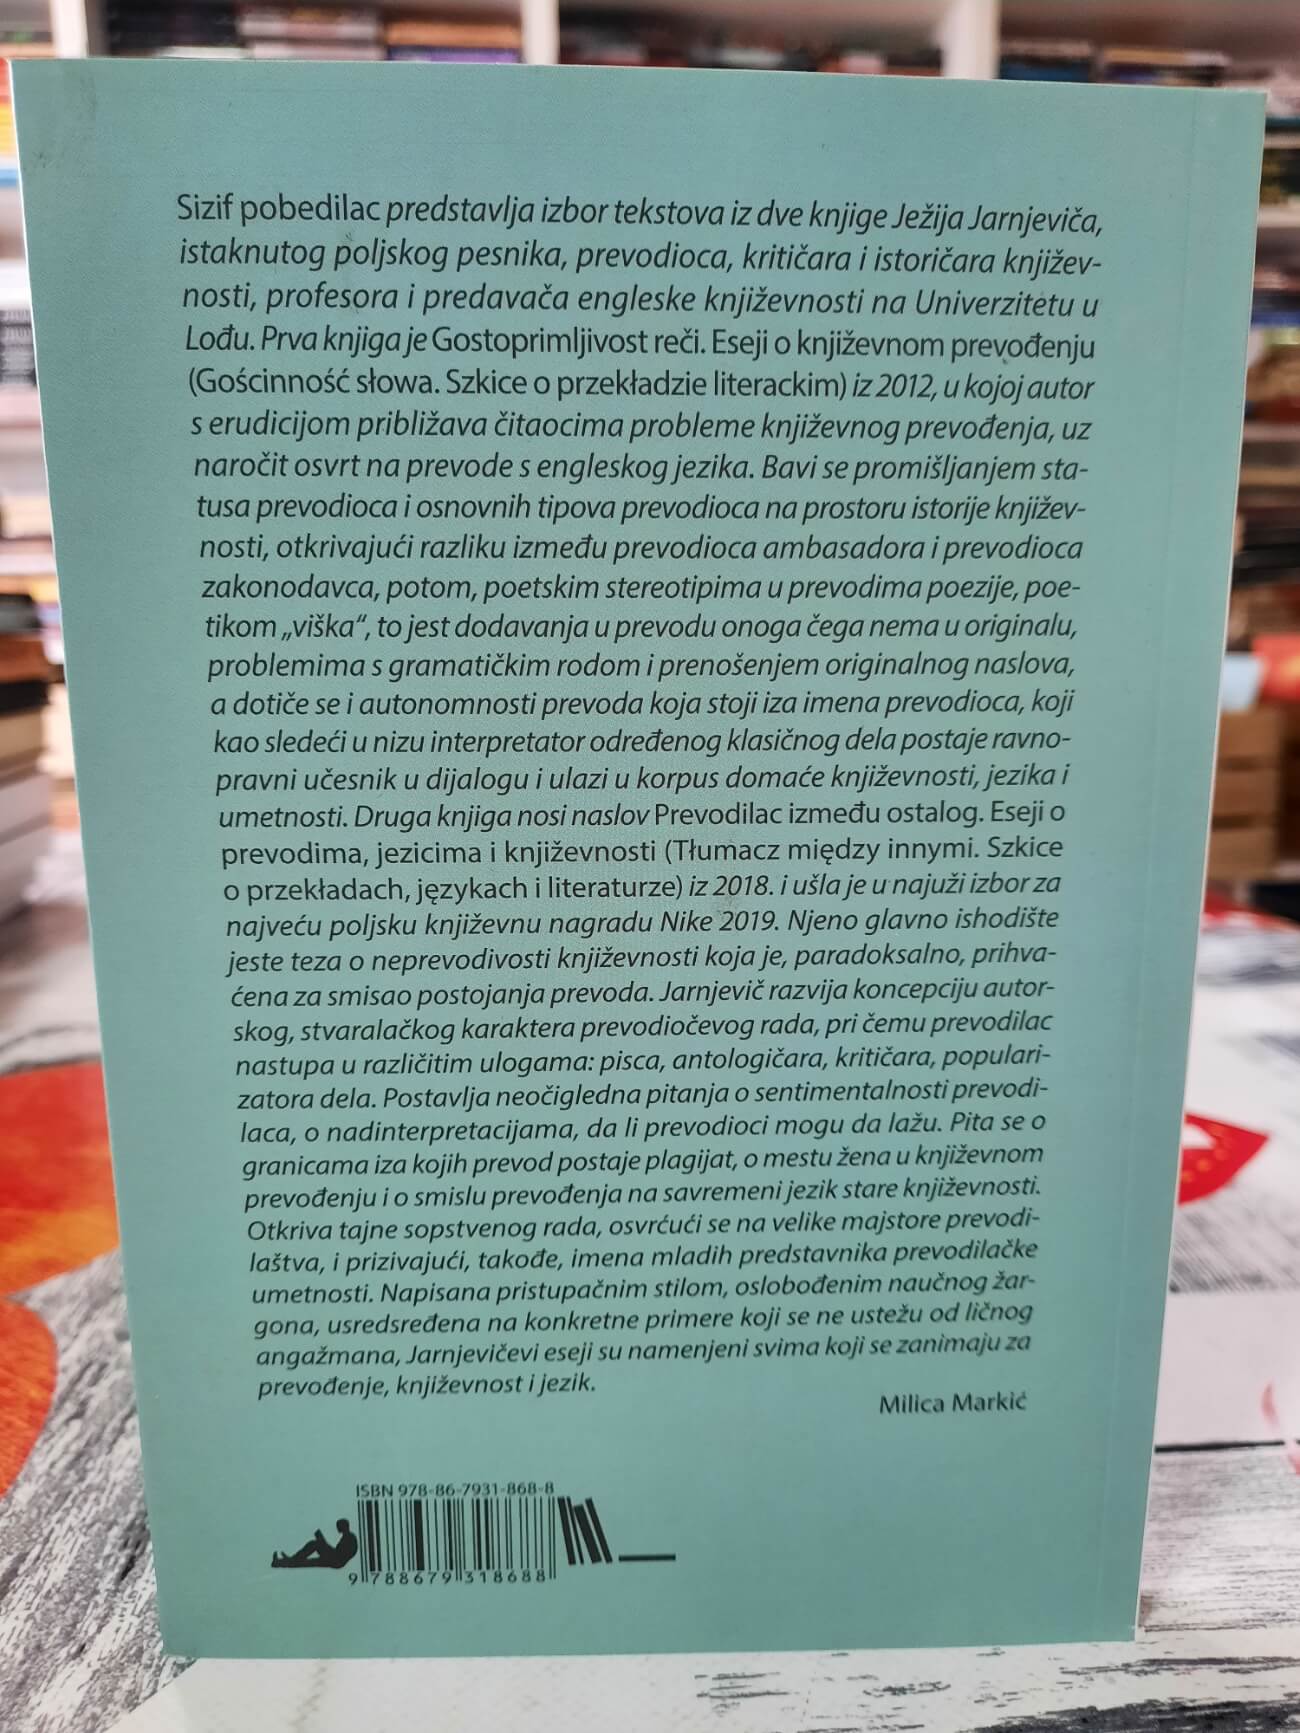 Sizif pobedilac predstavlja izbor tekstova iz dve knjige Ježija Jarnjeviča,
istaknutog poljskog pesnika, prevodioca, kritičara i istoričara književ-
nosti, profesora i predavača engleske književnosti na Univerzitetu u
Lođu. Prva knjiga je Gostoprimljivost reči. Eseji o književnom prevođenju
(Gościnność słowa. Szkice o przekładzie literackim) iz 2012, u kojoj autor
s erudicijom približava čitaocima probleme književnog prevođenja, uz
naročit osvrt na prevode s engleskog jezika. Bavi se promišljanjem sta-
tusa prevodioca i osnovnih tipova prevodioca na prostoru istorije književ-
nosti, otkrivajući razliku između prevodioca ambasadora i prevodioca
zakonodavca, potom, poetskim stereotipima u prevodima poezije, poe-
tikom „viška“, to jest dodavanja u prevodu onoga čega nema u originalu,
problemima s gramatičkim rodom i prenošenjem originalnog naslova,
a dotiče se i autonomnosti prevoda koja stoji iza imena prevodioca, koji
kao sledeći u nizu interpretator određenog klasičnog dela postaje ravno-
pravni učesnik u dijalogu i ulazi u korpus domaće književnosti, jezika i
umetnosti. Druga knjiga nosi naslov Prevodilac između ostalog. Eseji o
prevodima, jezicima i književnosti (Tłumacz między innymi. Szkice
o przekładach, językach i literaturze) iz 2018. i ušla je u najuži izbor za
najveću poljsku književnu nagradu Nike 2019. Njeno glavno ishodište
jeste teza o neprevodivosti književnosti koja je, paradoksalno, prihva-
ćena za smisao postojanja prevoda. Jarnjevič razvija koncepciju autor-
skog, stvaralačkog karaktera prevodiočevog rada, pri čemu prevodilac
nastupa u različitim ulogama: pisca, antologičara, kritičara, populari-
zatora dela. Postavlja neočigledna pitanja o sentimentalnosti prevodi-
laca, o nadinterpretacijama, da li prevodioci mogu da lažu. Pita se o
granicama iza kojih prevod postaje plagijat, o mestu žena u književnom
prevođenju i o smislu prevođenja na savremeni jezik stare književnosti.
Otkriva tajne sopstvenog rada, osvrćući se na velike majstore prevodi-
laštva, i prizivajući, takođe, imena mladih predstavnika prevodilačke
umetnosti. Napisana pristupačnim stilom, oslobođenim naučnog žar-
gona, usredsređena na konkretne primere koji se ne ustežu od ličnog
angažmana, Jarnjevičevi eseji su namenjeni svima koji se zanimaju za
prevođenje, književnost i jezik.
Milica Markić
ISBN 978-86-7931-868-8
9 788679 318688